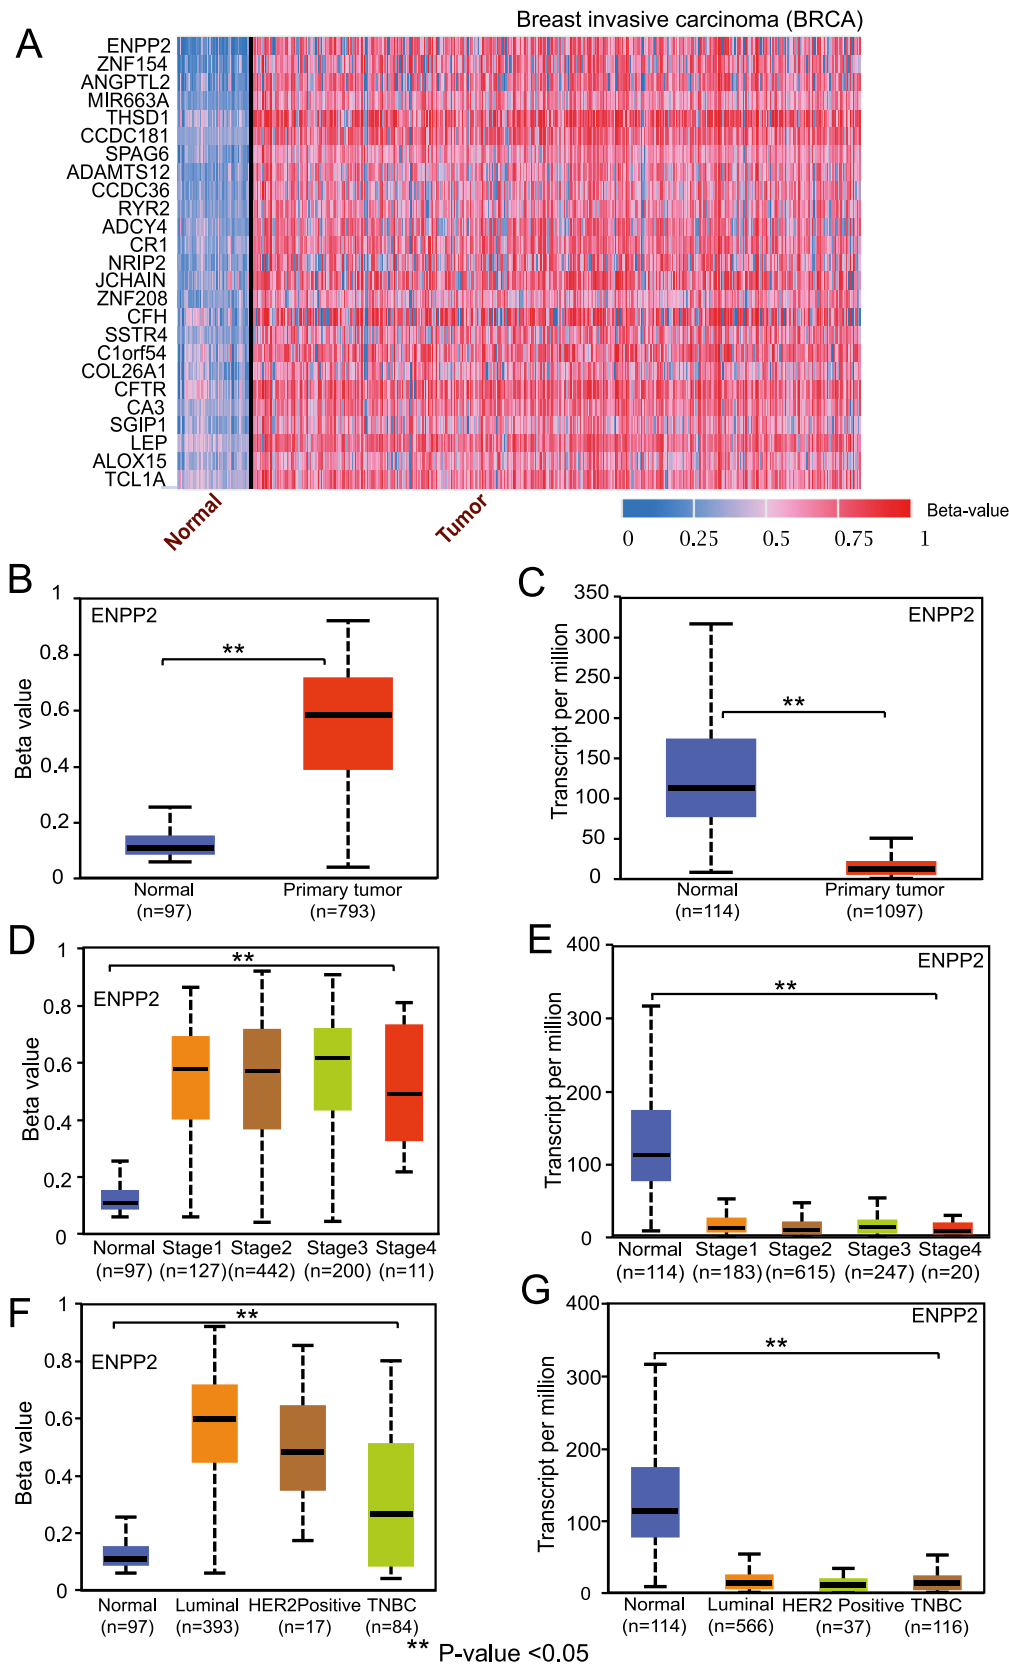 Breast invasive carcinoma (BRCA)
A
ENPP2
ZNF154
ANGPTL2
MIR663A
THSD1
CCDC181
SPAG6
ADAMTS12
CCDC36
RYR2
ADCY4
CR1
NRIP2
JCHAIN
ZNF208
CFH
SSTR4
C1orf54
COL26A1
CFTR
CA3
SGIP1
LEP
ALOX15
TCL1A
Normal
Tumor
Beta-value
0 0.25 0.5 0.75 1
B
ENPP2
**
Beta value
1
0.8
0.6
0.4
0.2
0
Normal Primary tumor
(n=97) (n=793)
C
ENPP2
**
Transcript per million
350
300
250
200
150
100
50
0
Normal Primary tumor
(n=114) (n=1097)
D
ENPP2
**
Beta value
1
0.8
0.6
0.4
0.2
0
Normal Stage1 Stage2 Stage3 Stage4
(n=97) (n=127) (n=442) (n=200) (n=11)
E
ENPP2
**
Transcript per million
400
300
200
100
0
Normal Stage1 Stage2 Stage3 Stage4
(n=114) (n=183) (n=615) (n=247) (n=20)
F
ENPP2
**
Beta value
1
0.8
0.6
0.4
0.2
0
Normal Luminal HER2Positive TNBC
(n=97) (n=393) (n=17) (n=84)
G
ENPP2
**
Transcript per million
400
300
200
100
0
Normal Luminal HER2 Positive TNBC
(n=114) (n=566) (n=37) (n=116)
** P-value <0.05